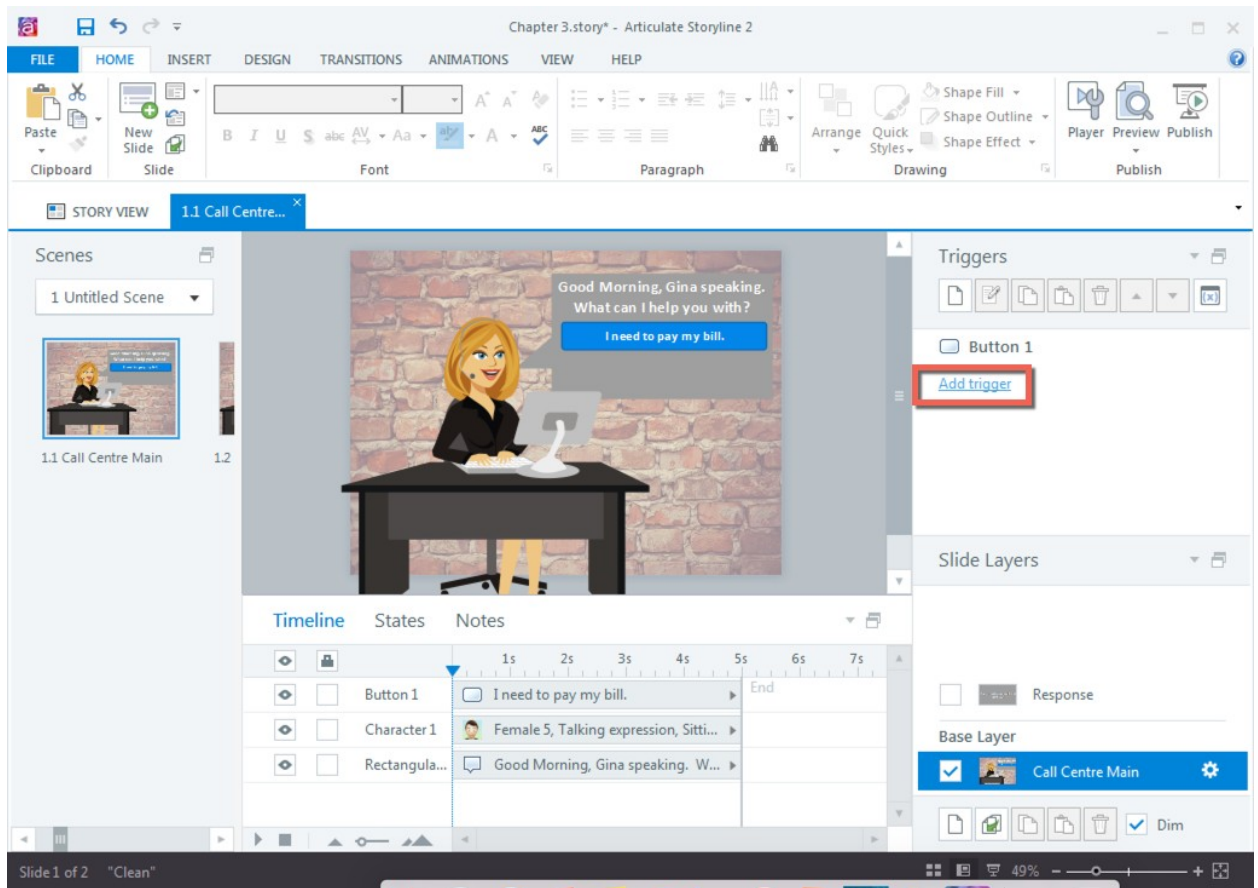 Chapter 3.story* - Articulate Storyline 2
FILE HOME INSERT DESIGN TRANSITIONS ANIMATIONS VIEW HELP
Paste
New Slide
Clipboard
Slide
B I U S abc AV Aa ab A ABC
Font
Paragraph
Arrange
Quick Styles
Shape Fill
Shape Outline
Shape Effect
Drawing
Player Preview Publish
Publish
STORY VIEW
1.1 Call Centre...
Scenes
1 Untitled Scene
1.1 Call Centre Main
1.2
Good Morning, Gina speaking.
What can I help you with?
I need to pay my bill.
Triggers
Button 1
Add trigger
Timeline States Notes
1s 2s 3s 4s 5s 6s 7s
Button 1 I need to pay my bill. End
Character 1 Female 5, Talking expression, Sitti...
Rectangula... Good Morning, Gina speaking. W...
Slide Layers
Response
Base Layer
Call Centre Main
Dim
Slide 1 of 2 "Clean" 49%